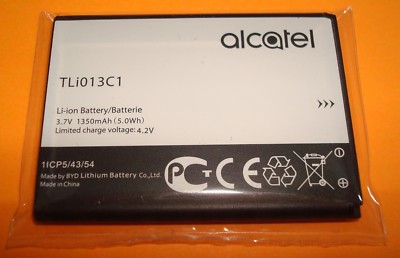 alcatel
TLi013C1
Li-ion Battery/Batterie
3.7V 1350mAh (5.0Wh)
Limited charge voltage: 4.2V
1ICP5/43/54
Made by BYD Lithium Battery Co., Ltd.
Made in China